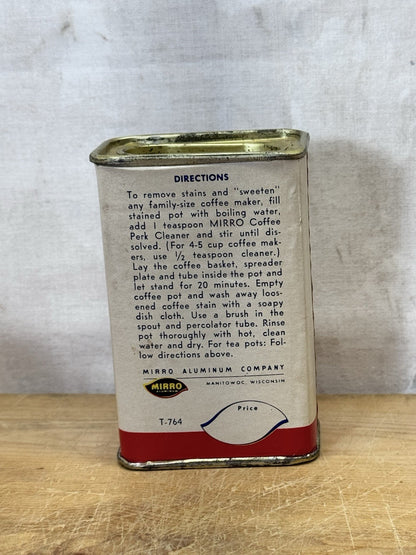 DIRECTIONS
To remove stains and "sweeten"
any family-size coffee maker, fill
stained pot with boiling water,
add 1 teaspoon MIRRO Coffee
Perk Cleaner and stir until dis-
solved. (For 4-5 cup coffee mak-
ers, use ½ teaspoon cleaner.)
Lay the coffee basket, spreader
plate and tube inside the pot and
let stand for 20 minutes. Empty
coffee pot and wash away loos-
ened coffee stain with a soapy
dish cloth. Use a brush in the
spout and percolator tube. Rinse
pot thoroughly with hot, clean
water and dry. For tea pots: Fol-
low directions above.
MIRRO ALUMINUM COMPANY
MANITOWOC, WISCONSIN
MIRRO
ALUMINUM
T-764
Price